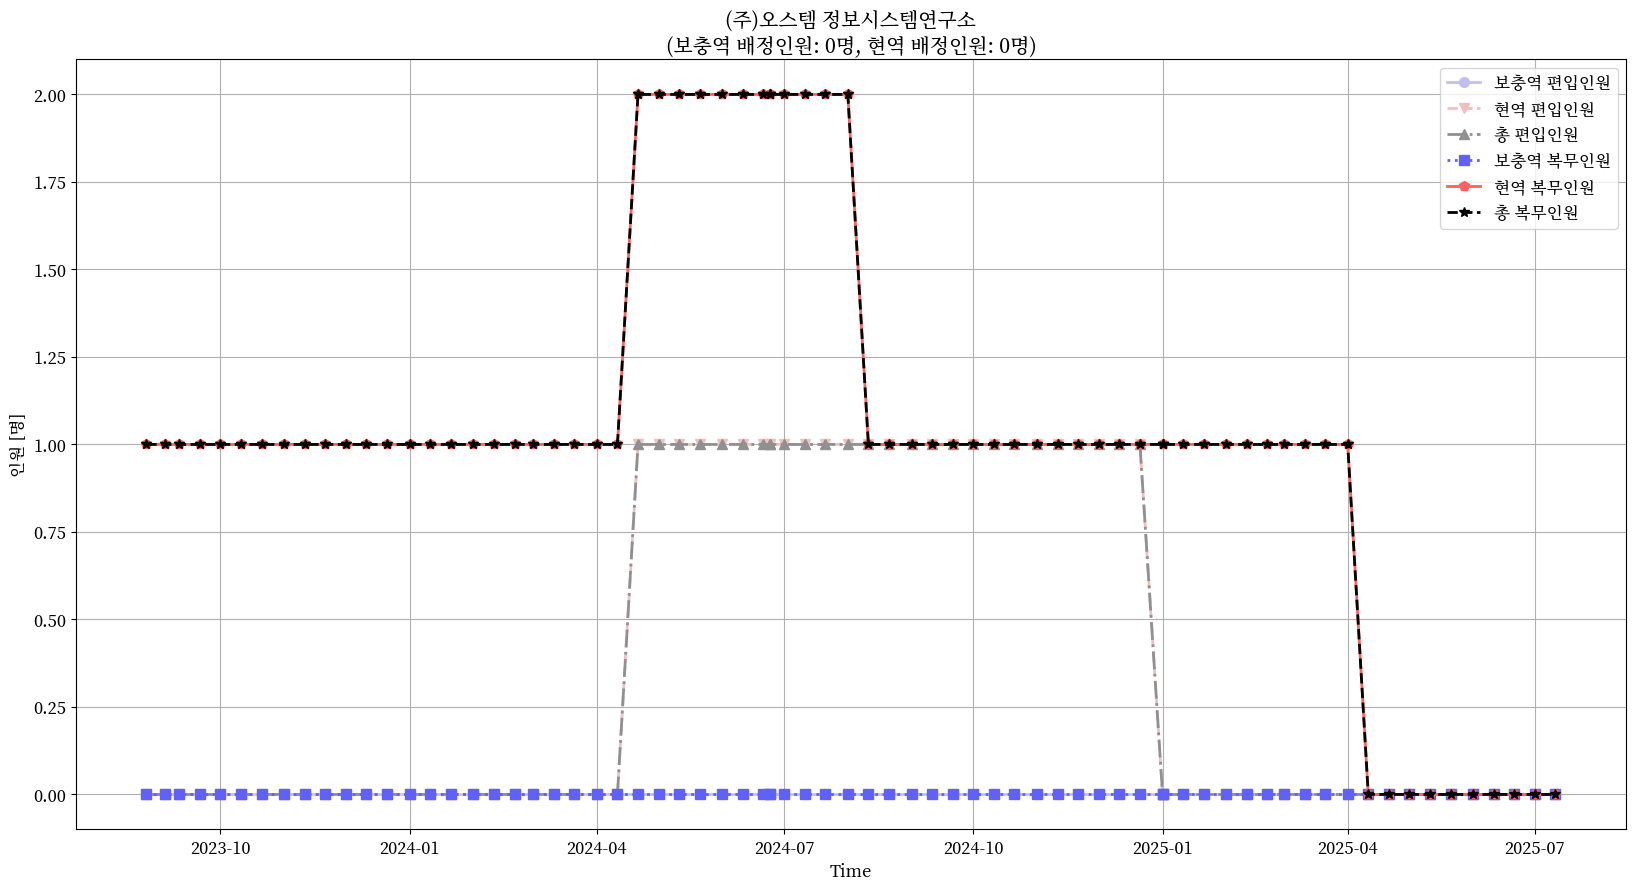 (주)오스템 정보시스템연구소
(보충역 배정인원: 0명, 현역 배정인원: 0명)
보충역 편입인원
현역 편입인원
총 편입인원
보충역 복무인원
현역 복무인원
총 복무인원
인원 [명]
2.00
1.75
1.50
1.25
1.00
0.75
0.50
0.25
0.00
2023-10
2024-01
2024-04
2024-07
2024-10
2025-01
2025-04
2025-07
Time